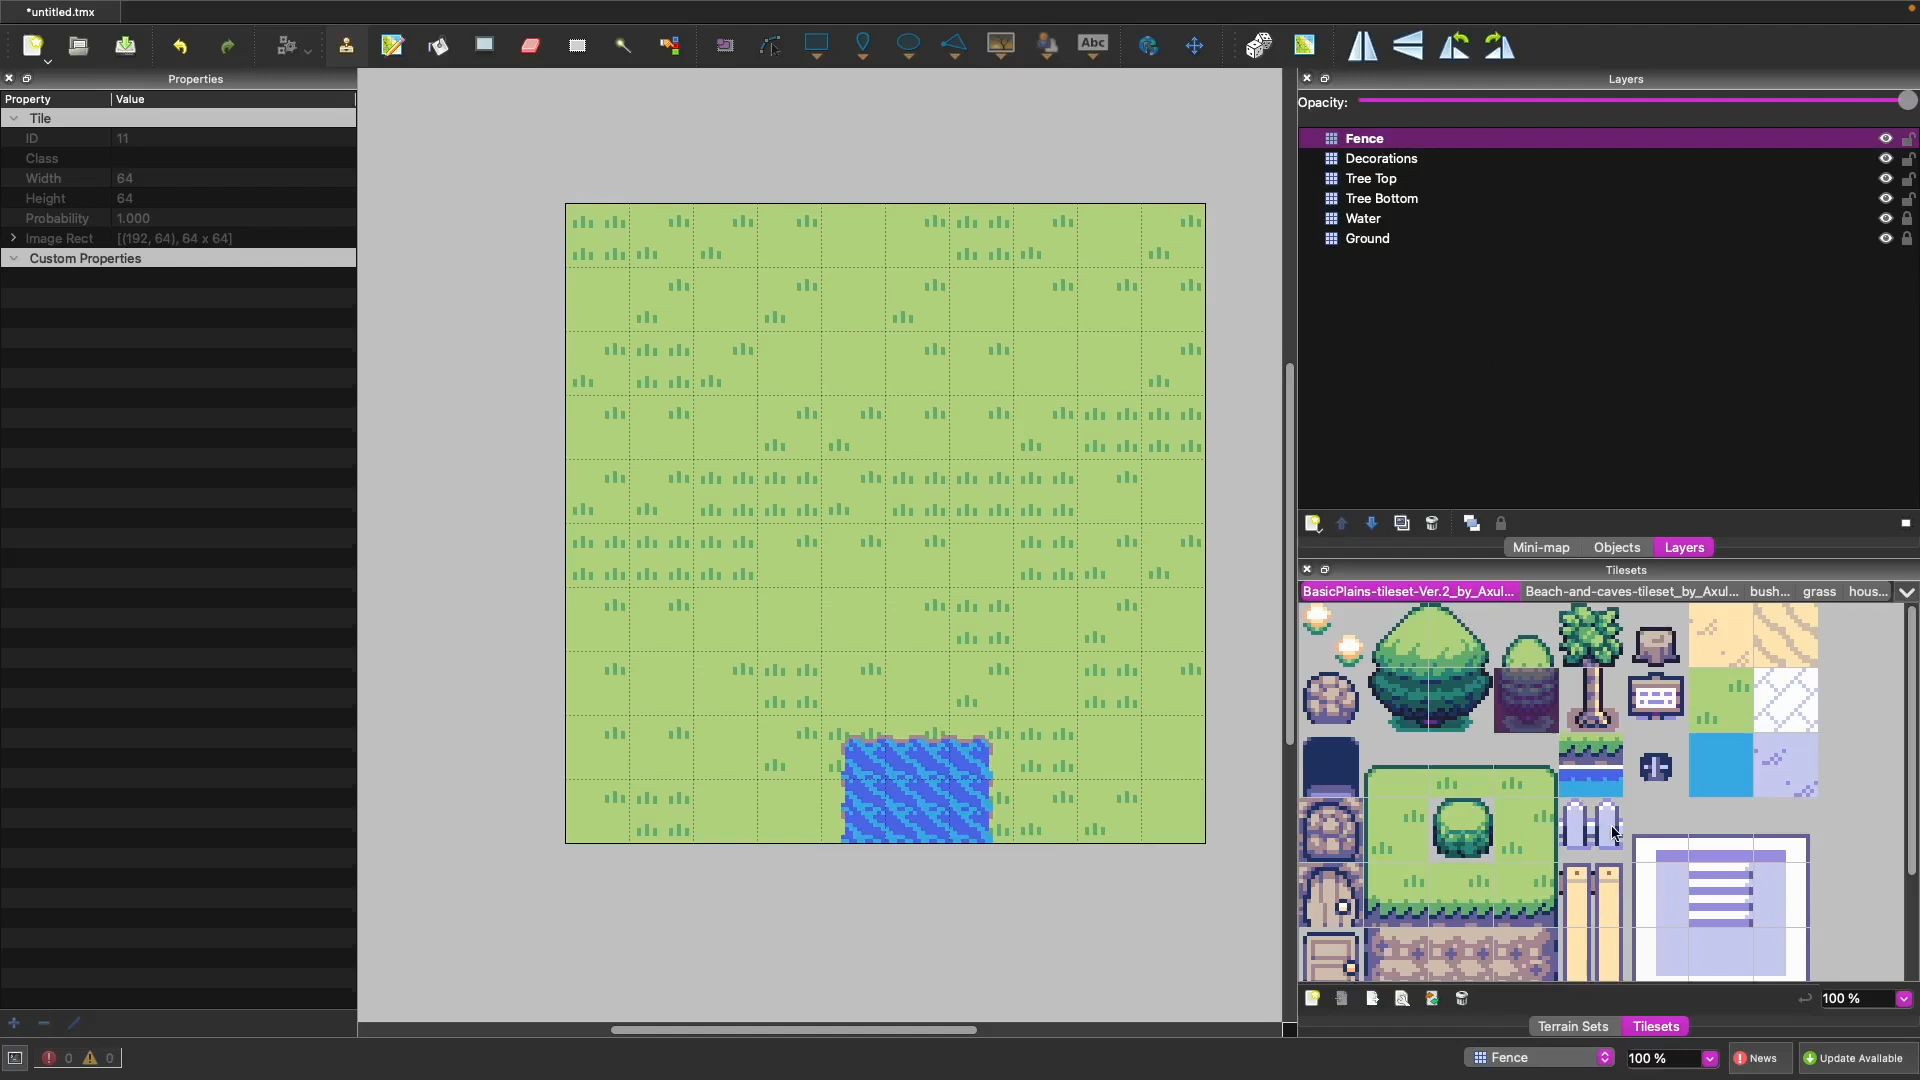 *untitled.tmx
Abc
Properties
Property Value
Tile
ID 11
Class
Width 64
Height 64
Probability 1.000
Image Rect [(192, 64), 64 x 64]
Custom Properties
Layers
Opacity:
Fence
Decorations
Tree Top
Tree Bottom
Water
Ground
Mini-map Objects Layers
Tilesets
BasicPlains-tileset-Ver.2_by_Axul... Beach-and-caves-tileset_by_Axul... bush... grass hous...
100 %
Terrain Sets Tilesets
0 0
Fence 100 % News Update Available